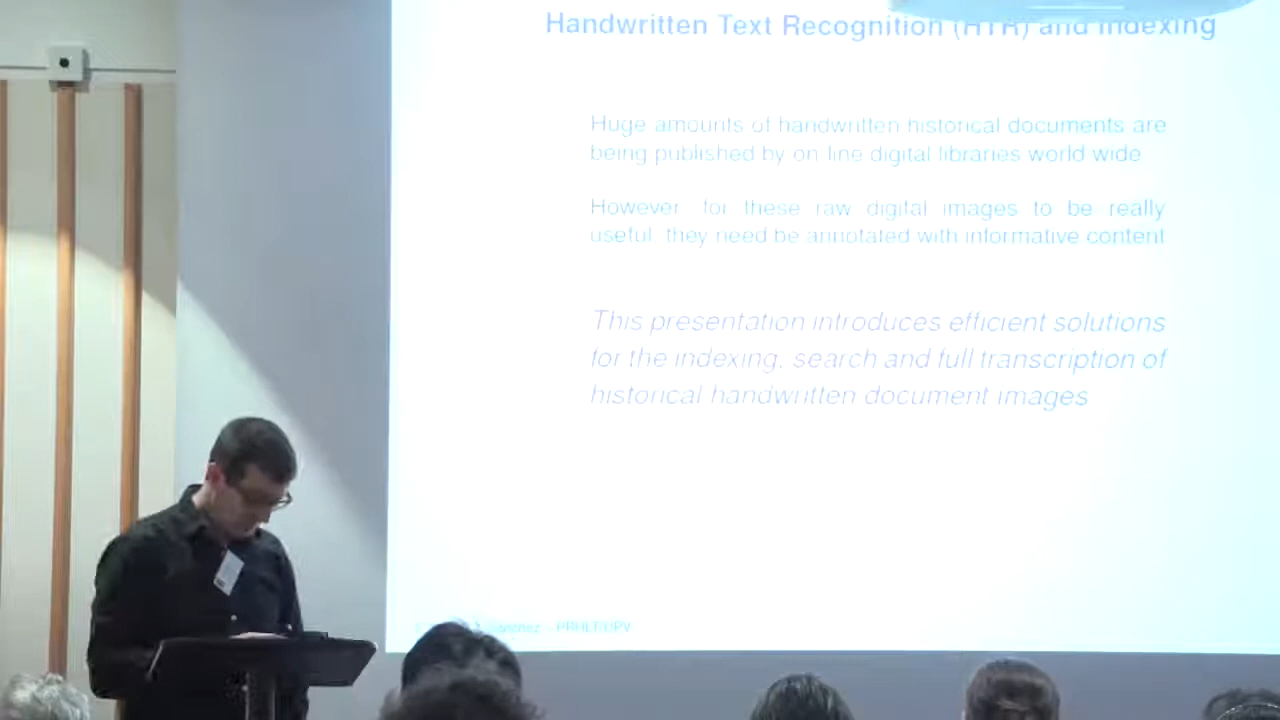 Handwritten Text Recognition (HTR) and Indexing
Huge amounts of handwritten historical documents are
being published by on line digital libraries world wide
However for these raw digital images to be really
useful they need be annotated with informative content
This presentation introduces efficient solutions
for the indexing, search and full transcription of
historical handwritten document images
Sánchez - PRHLT/UPV